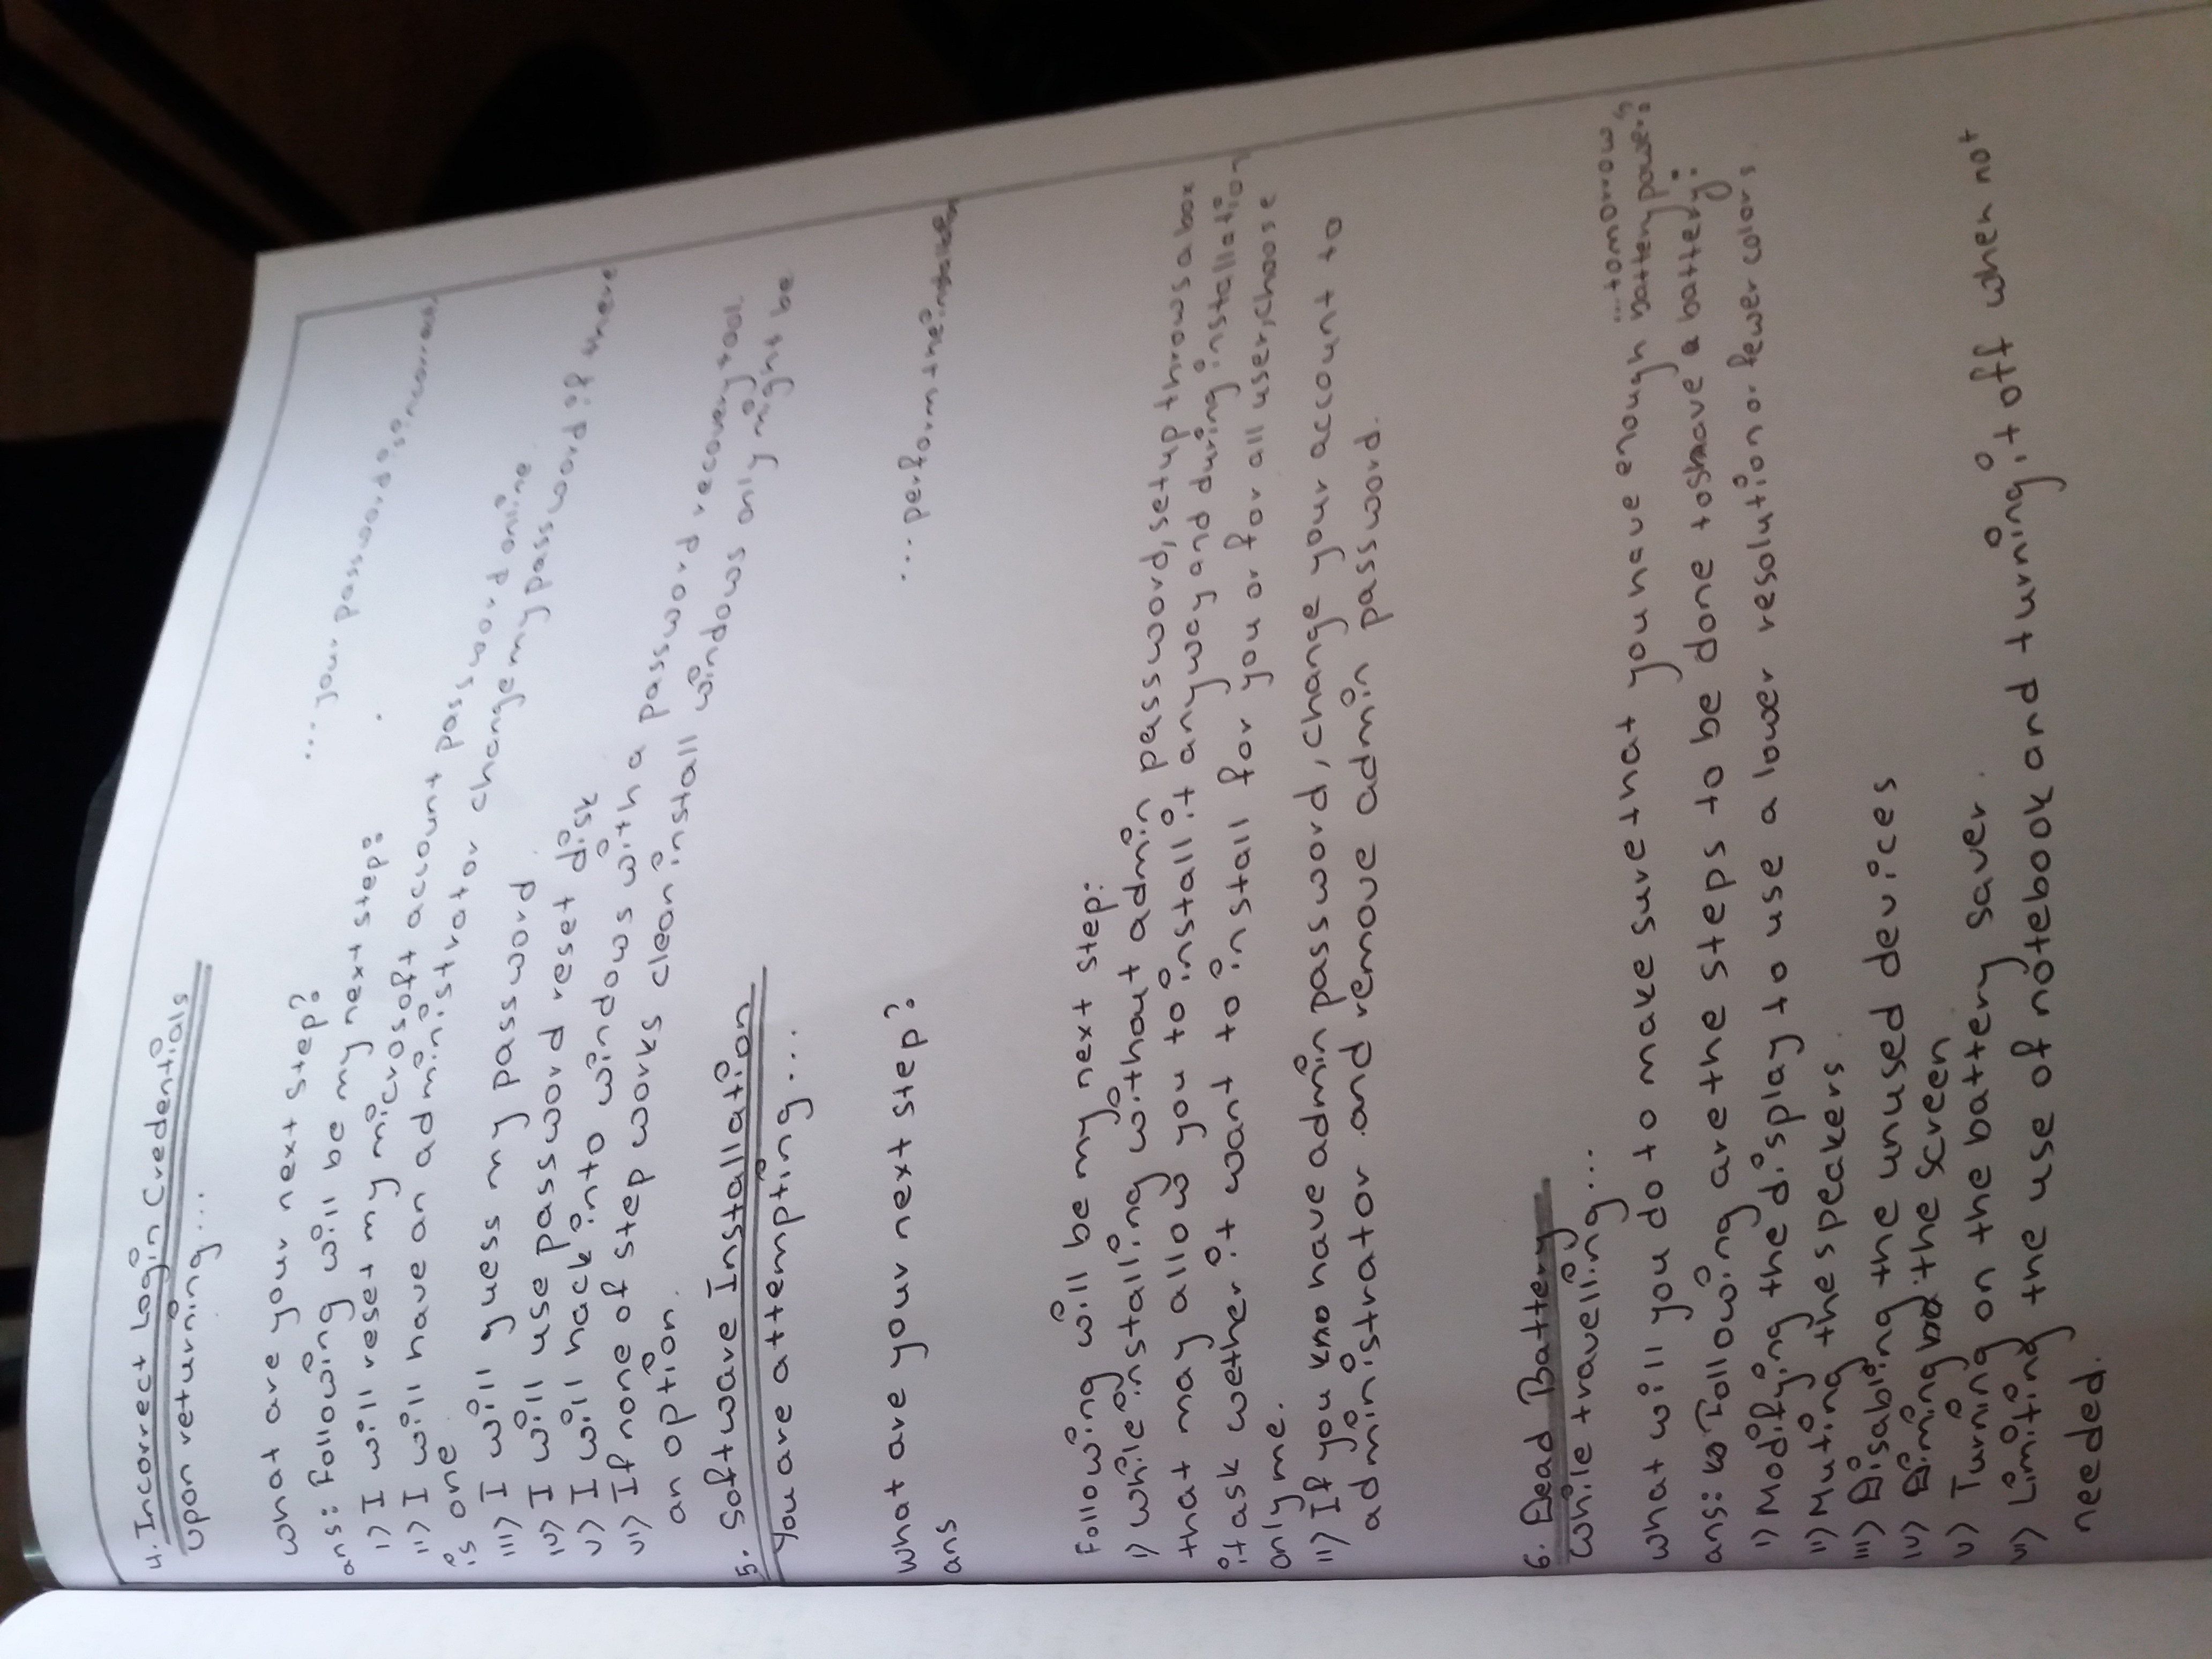 4. Incorrect Login Credentials
upon returning...
... your password is incorrect.
what are your next step?
ans: Following will be my next step:
i) I will reset my microsoft account password online.
ii) I will have an administrator change my password if there
is one
iii) I will guess my password.
iv) I will use password reset disk
v) I will hack into windows with a password recovery tool.
vi) If none of step works clean install windows only might be
an option.
5. Software Installation
You are attempting...
... perform the installation
what are your next step?
ans
Following will be my next step:
i) while installing without admin password, setup throws a box
that may allow you to install it anyway and during installation
it ask wether it want to install for you or for all user, choose
only me.
ii) If you have admin password, change your account to
administrator and remove admin password.
6. Dead Battery
while travelling...
...tomorrow.
what will you do to make sure that you have enough battery power?
ans: Following are the steps to be done to have a battery:
i) Modifying the display to use a lower resolution or fewer colors
ii) Muting the speakers.
iii) Disabling the unused devices
iv) Diming the screen
v) Turning on the battery saver.
vi) Limiting the use of notebook and turning it off when not
needed.